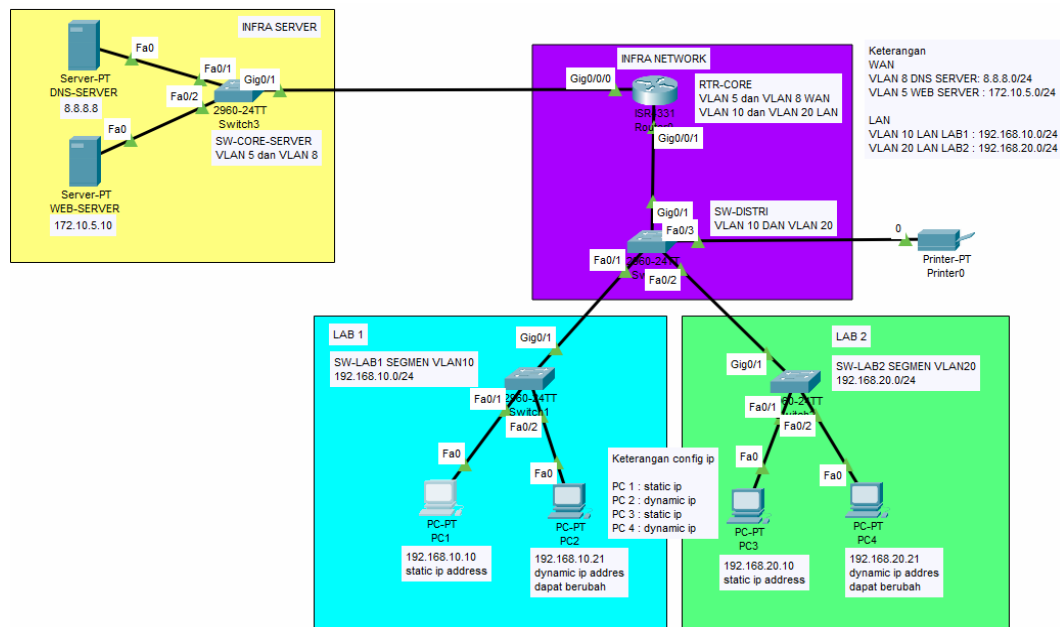 INFRA SERVER
Fa0
Fa0/1
Gig0/1
Server-PT
DNS-SERVER
8.8.8.8
Fa0/2
2960-24TT
Switch3
SW-CORE-SERVER
VLAN 5 dan VLAN 8
Fa0
Server-PT
WEB-SERVER
172.10.5.10
INFRA NETWORK
Gig0/0/0
RTR-CORE
VLAN 5 dan VLAN 8 WAN
VLAN 10 dan VLAN 20 LAN
Gig0/0/1
Gig0/1
SW-DISTRI
VLAN 10 DAN VLAN 20
Fa0/3
Fa0/1
2960-24TT
Fa0/2
0
Printer-PT
Printer0
Keterangan
WAN
VLAN 8 DNS SERVER: 8.8.8.0/24
VLAN 5 WEB SERVER : 172.10.5.0/24
LAN
VLAN 10 LAN LAB1 : 192.168.10.0/24
VLAN 20 LAN LAB2 : 192.168.20.0/24
LAB 1
Gig0/1
SW-LAB1 SEGMEN VLAN10
192.168.10.0/24
Fa0/1
2960-24TT
Switch1
Fa0/2
Fa0
Fa0
PC-PT
PC1
192.168.10.10
static ip address
PC-PT
PC2
192.168.10.21
dynamic ip addres
dapat berubah
Keterangan config ip
PC 1 : static ip
PC 2 : dynamic ip
PC 3 : static ip
PC 4 : dynamic ip
LAB 2
Gig0/1
SW-LAB2 SEGMEN VLAN20
192.168.20.0/24
Fa0/1
Fa0/2
Fa0
Fa0
PC-PT
PC3
192.168.20.10
static ip address
PC-PT
PC4
192.168.20.21
dynamic ip addres
dapat berubah